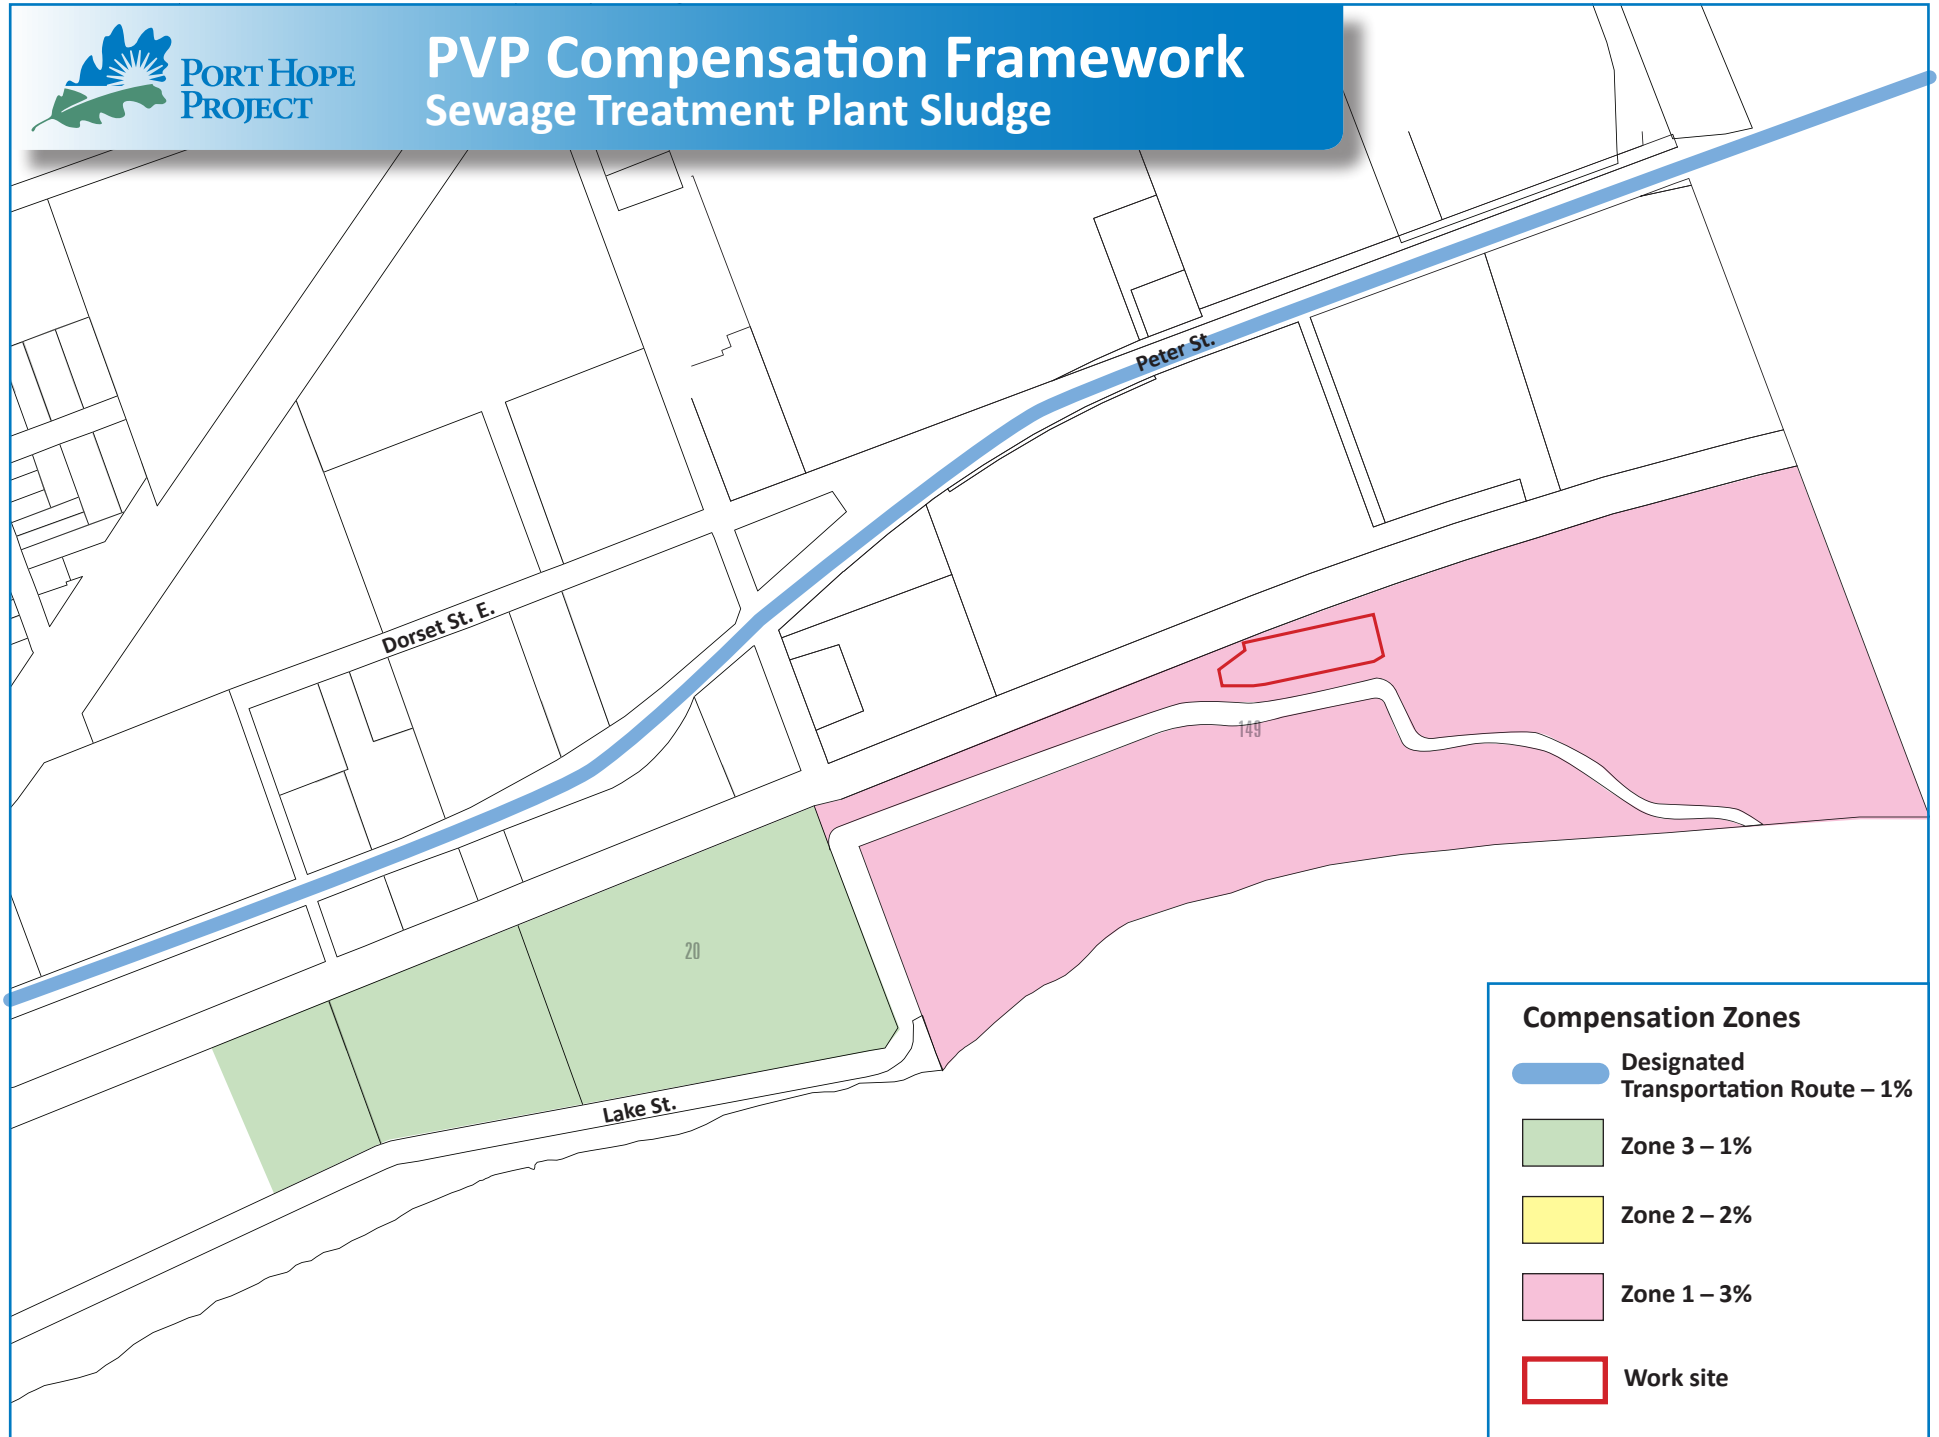 PORT HOPE
PROJECT
PVP Compensation Framework
Sewage Treatment Plant Sludge
Peter St.
Dorset St. E.
149
20
Lake St.
Compensation Zones
Designated
Transportation Route – 1%
Zone 3 – 1%
Zone 2 – 2%
Zone 1 – 3%
Work site